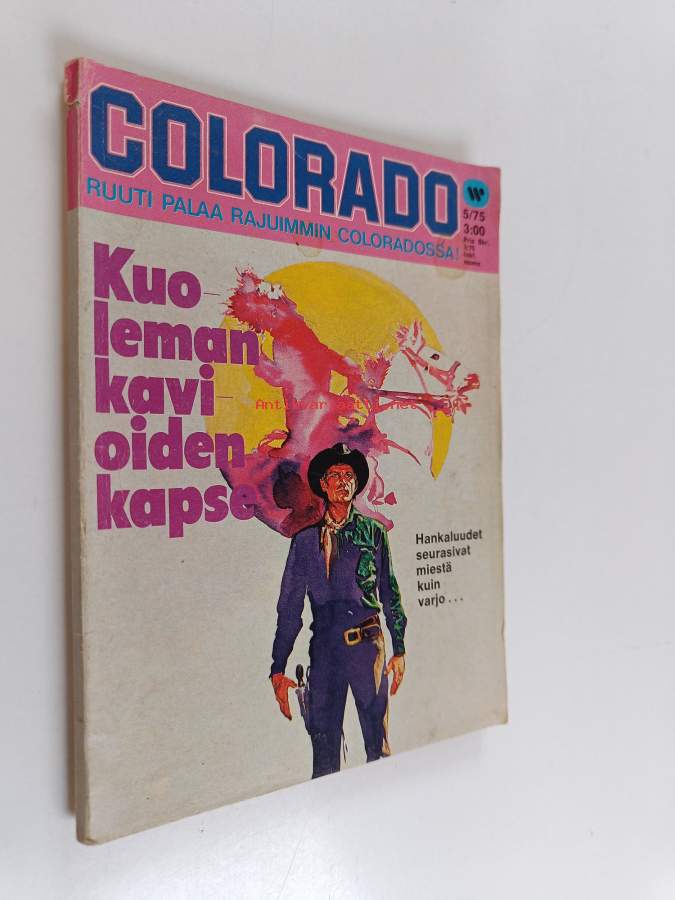 COLORADO
RUUTI PALAA RAJUIMMIN COLORADOSSA!
W
5/75
3:00
Kuo-
leman
kavi-
oiden
kapse
Hankaluudet
seurasivat
miestä
kuin
varjo...